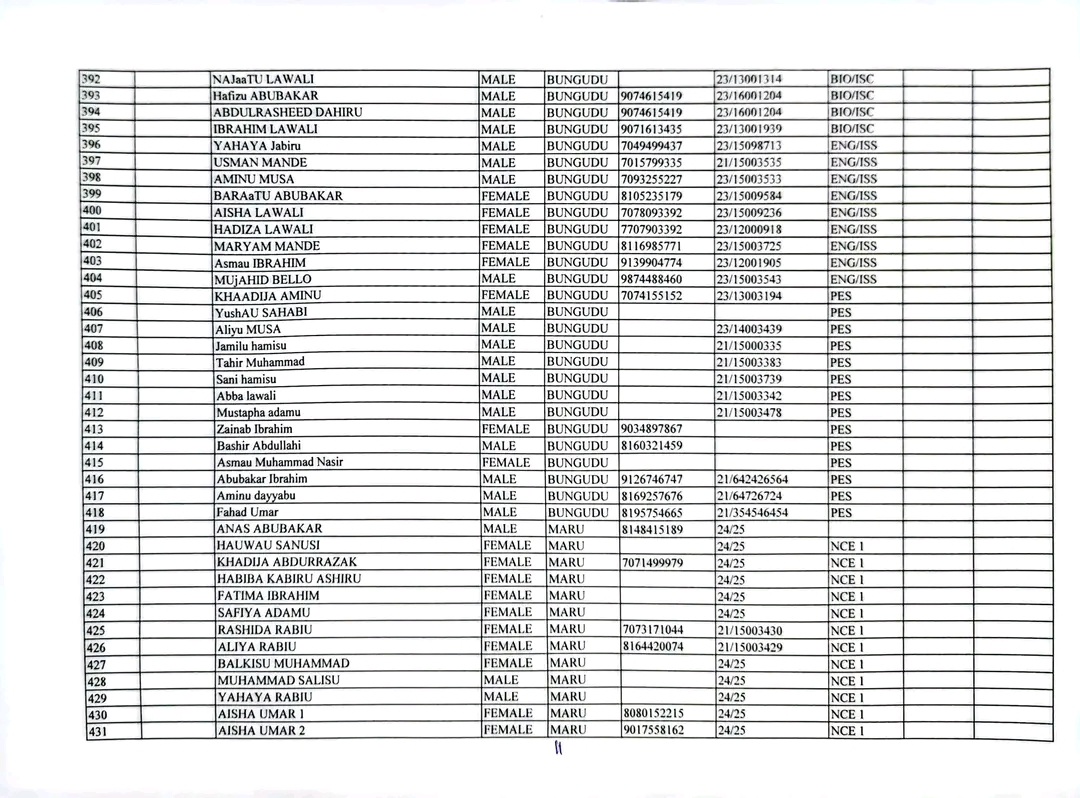 392 NAJaaTU LAWALI MALE BUNGUDU 23/13001314 BIO/ISC
393 Hafizu ABUBAKAR MALE BUNGUDU 9074615419 23/16001204 BIO/ISC
394 ABDULRASHEED DAHIRU MALE BUNGUDU 9074615419 23/16001204 BIO/ISC
395 IBRAHIM LAWALI MALE BUNGUDU 9071613435 23/13001939 BIO/ISC
396 YAHAYA Jabiru MALE BUNGUDU 7049499437 23/15098713 ENG/ISS
397 USMAN MANDE MALE BUNGUDU 7015799335 21/15003535 ENG/ISS
398 AMINU MUSA MALE BUNGUDU 7093255227 23/15003533 ENG/ISS
399 BARAaTU ABUBAKAR FEMALE BUNGUDU 8105235179 23/15009584 ENG/ISS
400 AISHA LAWALI FEMALE BUNGUDU 7078093392 23/15009236 ENG/ISS
401 HADIZA LAWALI FEMALE BUNGUDU 7707903392 23/12000918 ENG/ISS
402 MARYAM MANDE FEMALE BUNGUDU 8116985771 23/15003725 ENG/ISS
403 Asmau IBRAHIM FEMALE BUNGUDU 9139904774 23/12001905 ENG/ISS
404 MUjAHID BELLO MALE BUNGUDU 9874488460 23/15003543 ENG/ISS
405 KHAADIJA AMINU FEMALE BUNGUDU 7074155152 23/13003194 PES
406 YushAU SAHABI MALE BUNGUDU PES
407 Aliyu MUSA MALE BUNGUDU 23/14003439 PES
408 Jamilu hamisu MALE BUNGUDU 21/15000335 PES
409 Tahir Muhammad MALE BUNGUDU 21/15003383 PES
410 Sani hamisu MALE BUNGUDU 21/15003739 PES
411 Abba lawali MALE BUNGUDU 21/15003342 PES
412 Mustapha adamu MALE BUNGUDU 21/15003478 PES
413 Zainab Ibrahim FEMALE BUNGUDU 9034897867 PES
414 Bashir Abdullahi MALE BUNGUDU 8160321459 PES
415 Asmau Muhammad Nasir FEMALE BUNGUDU PES
416 Abubakar Ibrahim MALE BUNGUDU 9126746747 21/642426564 PES
417 Aminu dayyabu MALE BUNGUDU 8169257676 21/64726724 PES
418 Fahad Umar MALE BUNGUDU 8195754665 21/354546454 PES
419 ANAS ABUBAKAR MALE MARU 8148415189 24/25
420 HAUWAU SANUSI FEMALE MARU 24/25 NCE 1
421 KHADIJA ABDURRAZAK FEMALE MARU 7071499979 24/25 NCE 1
422 HABIBA KABIRU ASHIRU FEMALE MARU 24/25 NCE 1
423 FATIMA IBRAHIM FEMALE MARU 24/25 NCE 1
424 SAFIYA ADAMU FEMALE MARU 24/25 NCE 1
425 RASHIDA RABIU FEMALE MARU 7073171044 21/15003430 NCE 1
426 ALIYA RABIU FEMALE MARU 8164420074 21/15003429 NCE 1
427 BALKISU MUHAMMAD FEMALE MARU 24/25 NCE 1
428 MUHAMMAD SALISU MALE MARU 24/25 NCE 1
429 YAHAYA RABIU MALE MARU 24/25 NCE 1
430 AISHA UMAR 1 FEMALE MARU 8080152215 24/25 NCE 1
431 AISHA UMAR 2 FEMALE MARU 9017558162 24/25 NCE 1
11